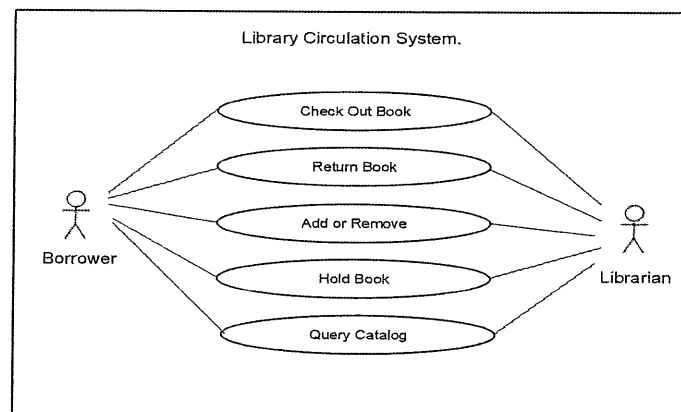 Library Circulation System.
Check Out Book
Return Book
Add or Remove
Borrower
Hold Book
Librarian
Query Catalog